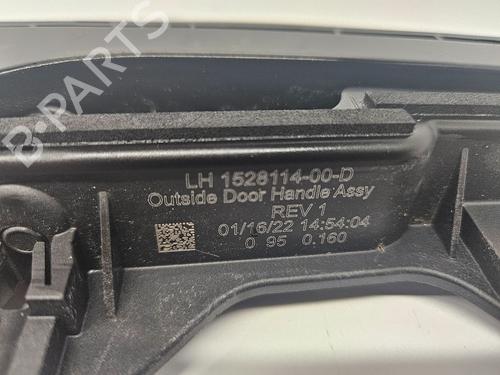 B-PARTS
LH 1528114-00-D
Outside Door Handle Assy
REV 1
01/16/22 14:54:04
0 95 0.160